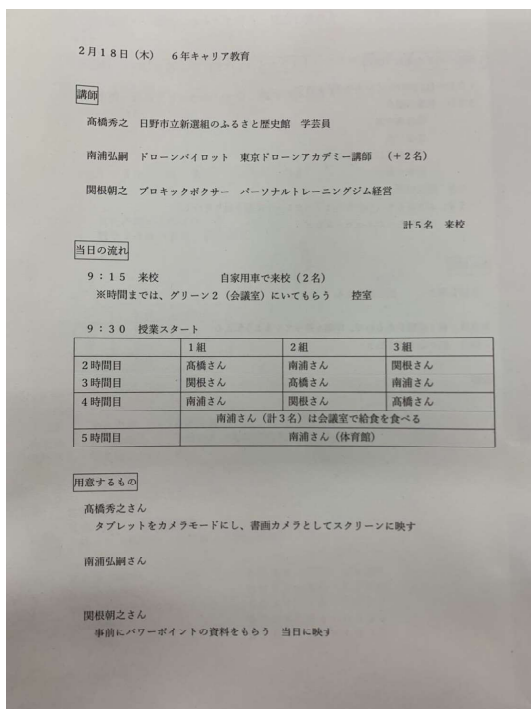 2月18日（木）　6年キャリア教育
講師
髙橋秀之　日野市立新選組のふるさと歴史館　学芸員
南浦弘嗣　ドローンパイロット　東京ドローンアカデミー講師　（＋2名）
関根朝之　プロキックボクサー　パーソナルトレーニングジム経営
計5名　来校
当日の流れ
9：15　来校　　　自家用車で来校（2名）
※時間までは、グリーン2（会議室）にいてもらう　控室
9：30　授業スタート
1組　2組　3組
2時間目　髙橋さん　南浦さん　関根さん
3時間目　関根さん　髙橋さん　南浦さん
4時間目　南浦さん　関根さん　髙橋さん
南浦さん（計3名）は会議室で給食を食べる
5時間目　南浦さん（体育館）
用意するもの
髙橋秀之さん
タブレットをカメラモードにし、書画カメラとしてスクリーンに映す
南浦弘嗣さん
関根朝之さん
事前にパワーポイントの資料をもらう　当日に映す